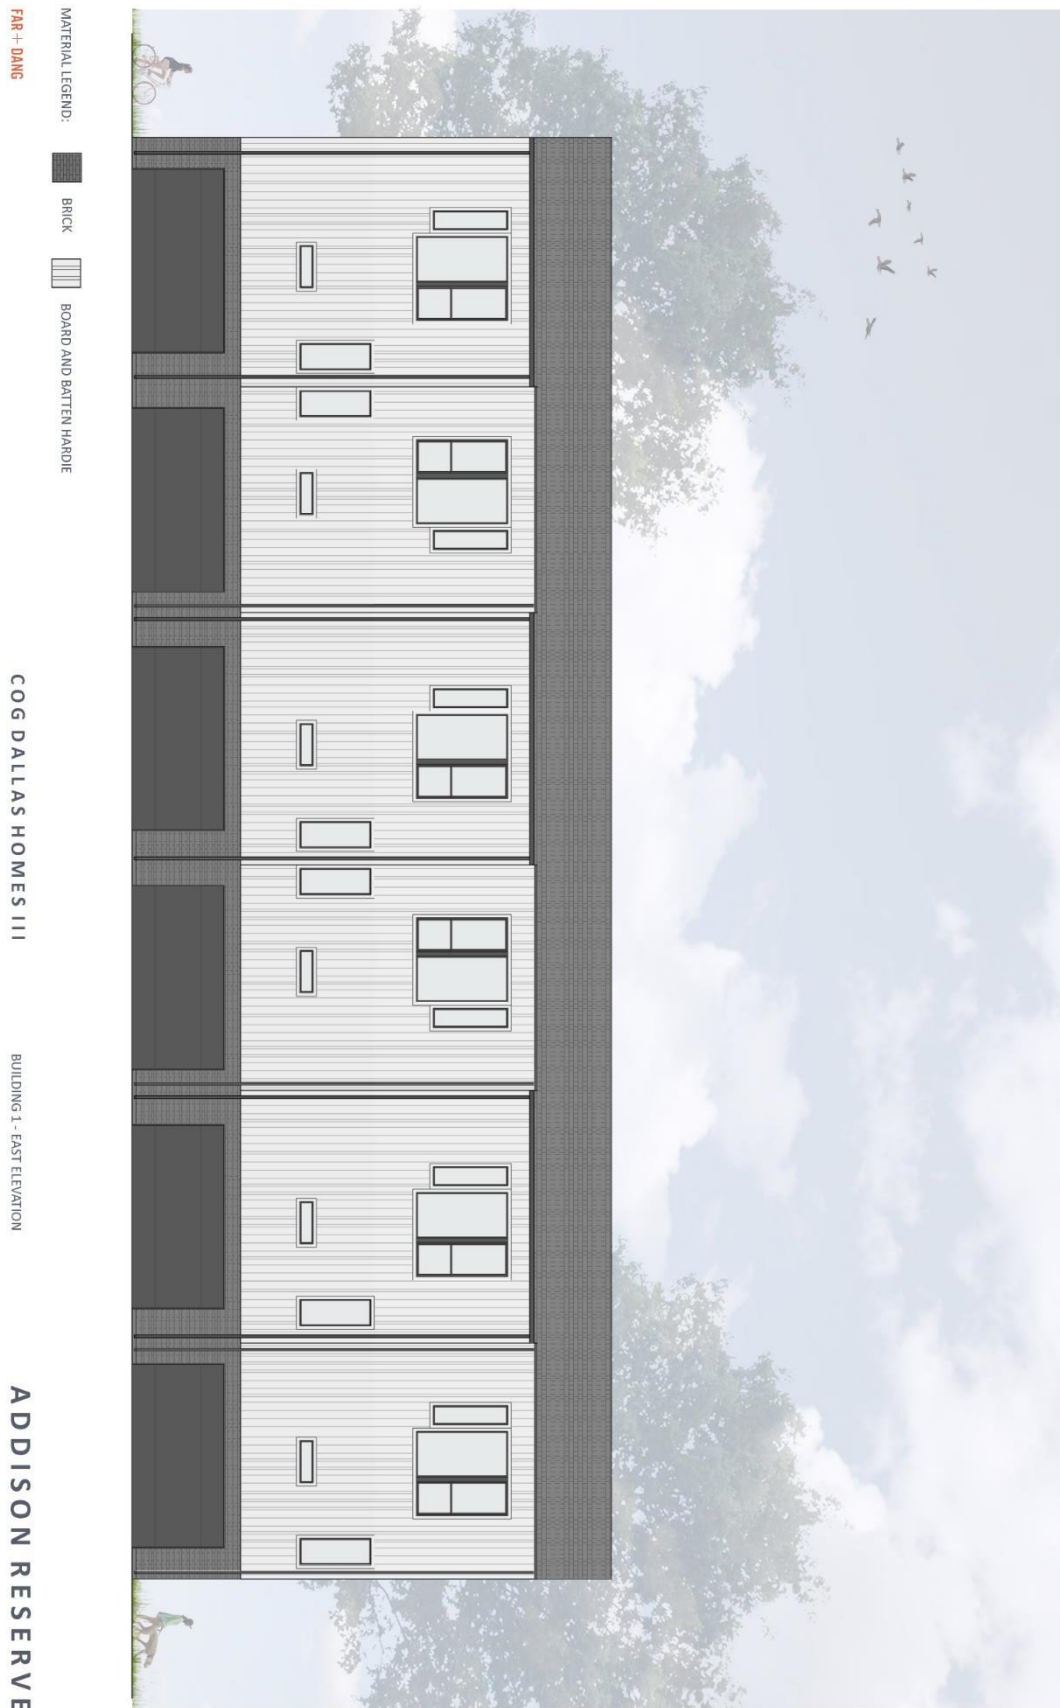 MATERIAL LEGEND:
BRICK
BOARD AND BATTEN HARDIE
FAR + DANG
COG DALLAS HOMES III
BUILDING 1 - EAST ELEVATION
ADDISON RESERVE